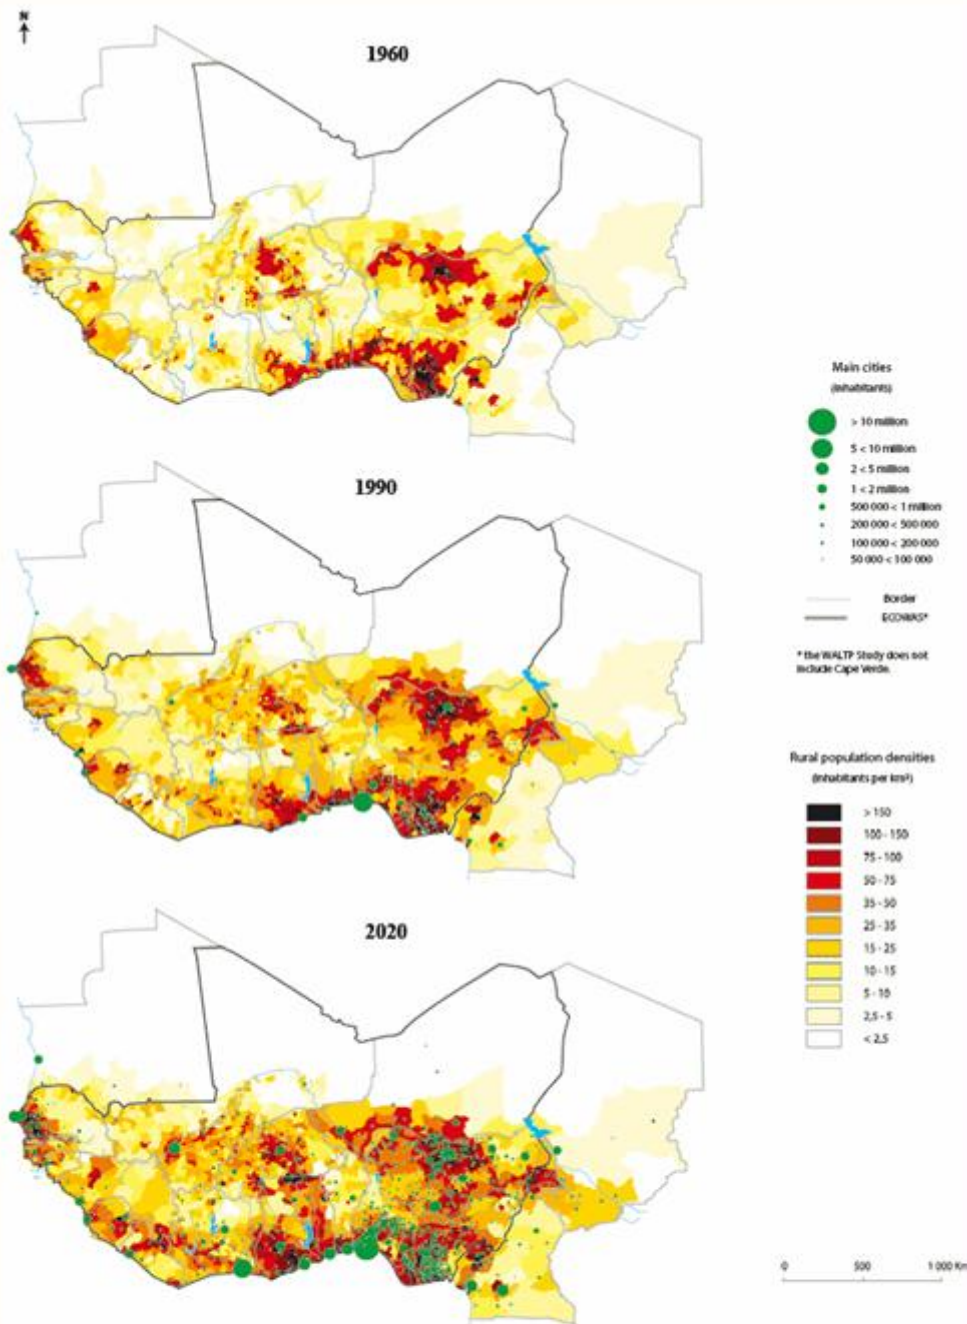 N
1960
Main cities
(inhabitants)
> 10 million
5 < 10 million
2 < 5 million
1 < 2 million
500 000 < 1 million
200 000 < 500 000
100 000 < 200 000
50 000 < 100 000
Border
ECOWAS*
* the WALTP Study does not
include Cape Verde.
1990
Rural population densities
(inhabitants per km²)
> 150
100 - 150
75 - 100
50 - 75
35 - 50
25 - 35
15 - 25
10 - 15
5 - 10
2,5 - 5
< 2,5
2020
0 500 1 000 Km